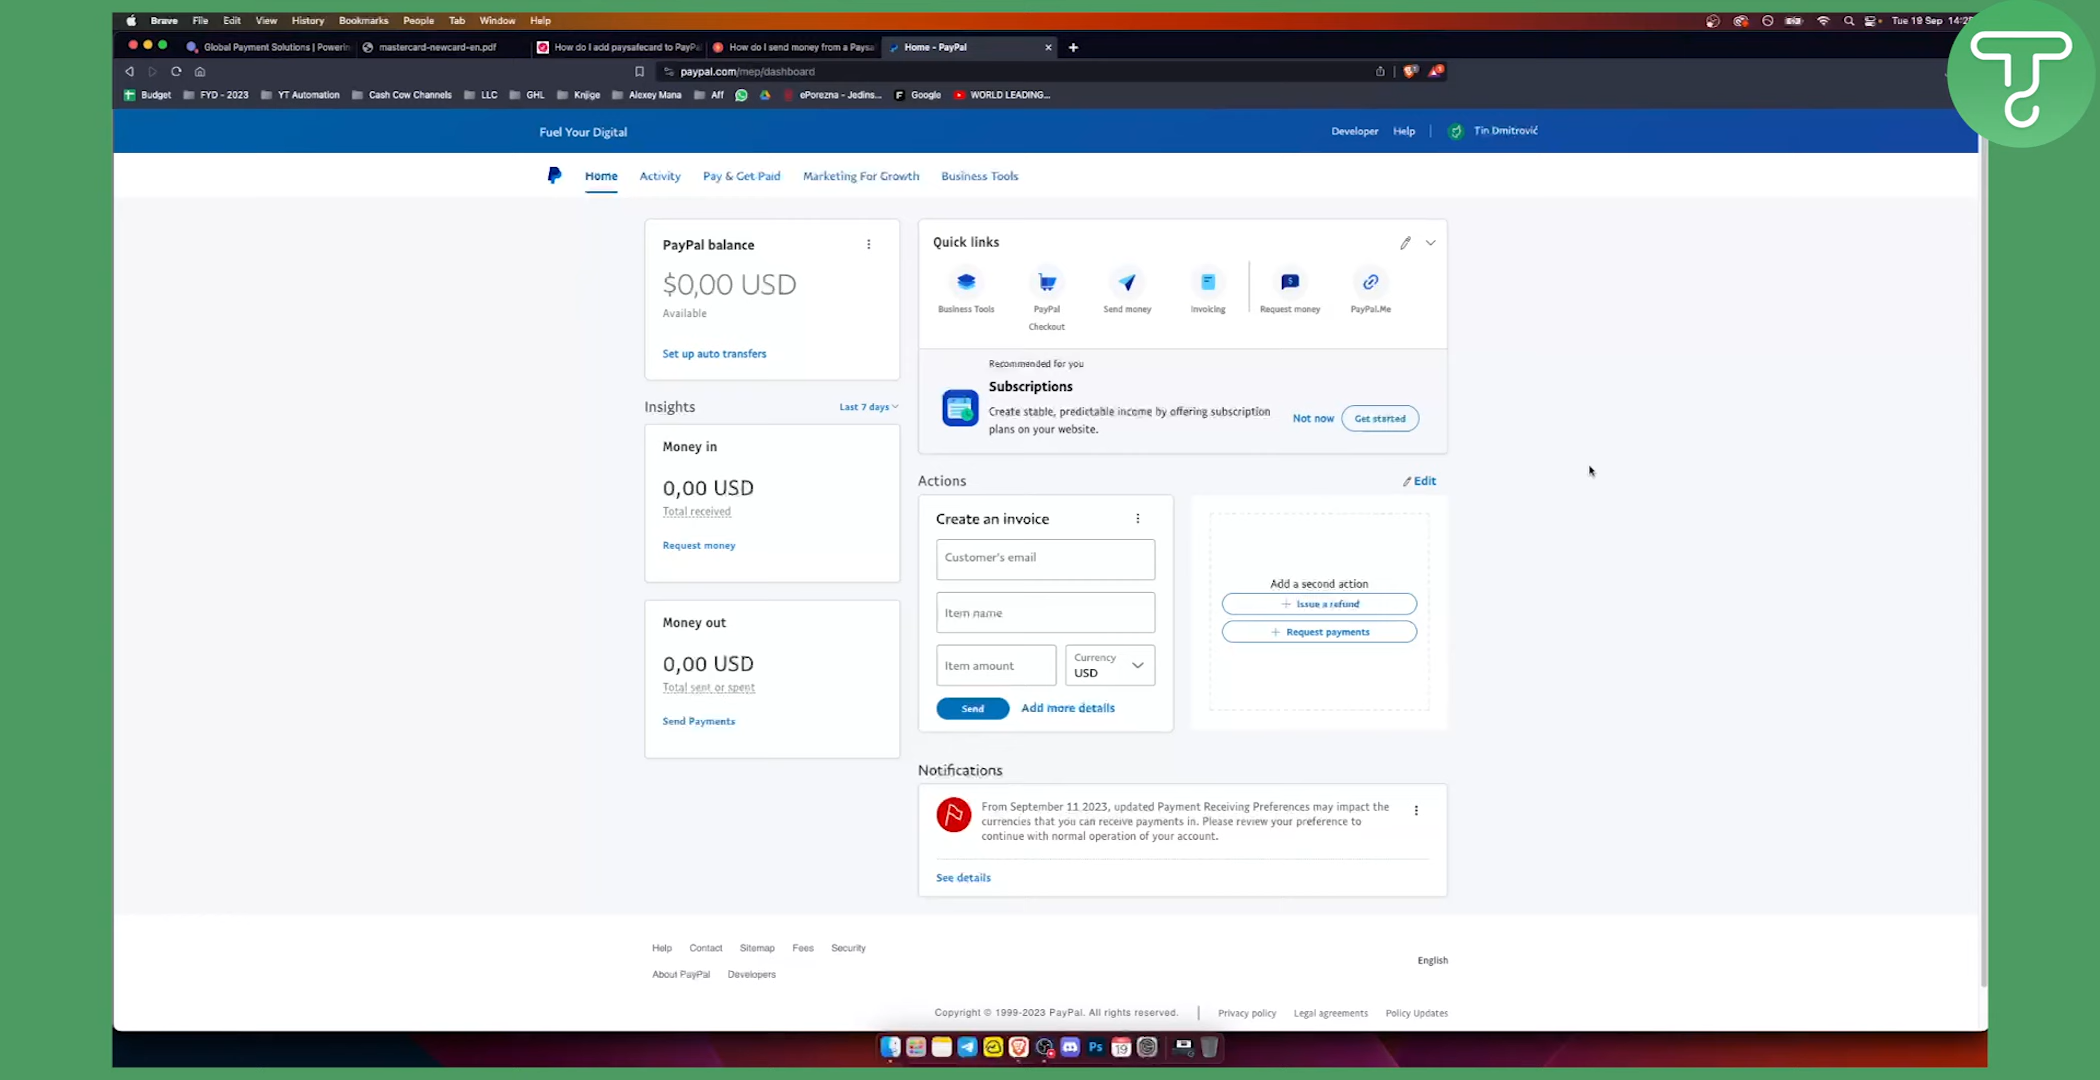 Brave File Edit View History Bookmarks People Tab Window Help
Tue 19 Sep
Global Payment Solutions | Powerin
mastercard-newcard-en.pdf
How do I add paysafecard to PayPa
How do I send money from a Paysa
Home - PayPal
paypal.com/mep/dashboard
Budget FYD - 2023 YT Automation Cash Cow Channels LLC GHL Knjige Alexey Mana Aff ePorezna - Jedins... Google WORLD LEADING...
Fuel Your Digital
Developer Help Tin Dmitrović
Home Activity Pay & Get Paid Marketing For Growth Business Tools
PayPal balance
$0,00 USD
Available
Set up auto transfers
Insights
Last 7 days
Money in
0,00 USD
Total received
Request money
Money out
0,00 USD
Total sent or spent
Send Payments
Quick links
Business Tools
PayPal
Checkout
Send money
Invoicing
Request money
PayPal.Me
Recommended for you
Subscriptions
Create stable, predictable income by offering subscription
plans on your website.
Not now
Get started
Actions
Edit
Create an invoice
Customer's email
Item name
Item amount
Currency
USD
Send
Add more details
Add a second action
+ Issue a refund
+ Request payments
Notifications
From September 11 2023, updated Payment Receiving Preferences may impact the
currencies that you can receive payments in. Please review your preference to
continue with normal operation of your account.
See details
Help Contact Sitemap Fees Security
About PayPal Developers
English
Copyright © 1999-2023 PayPal. All rights reserved.
Privacy policy Legal agreements Policy Updates
Ps
19